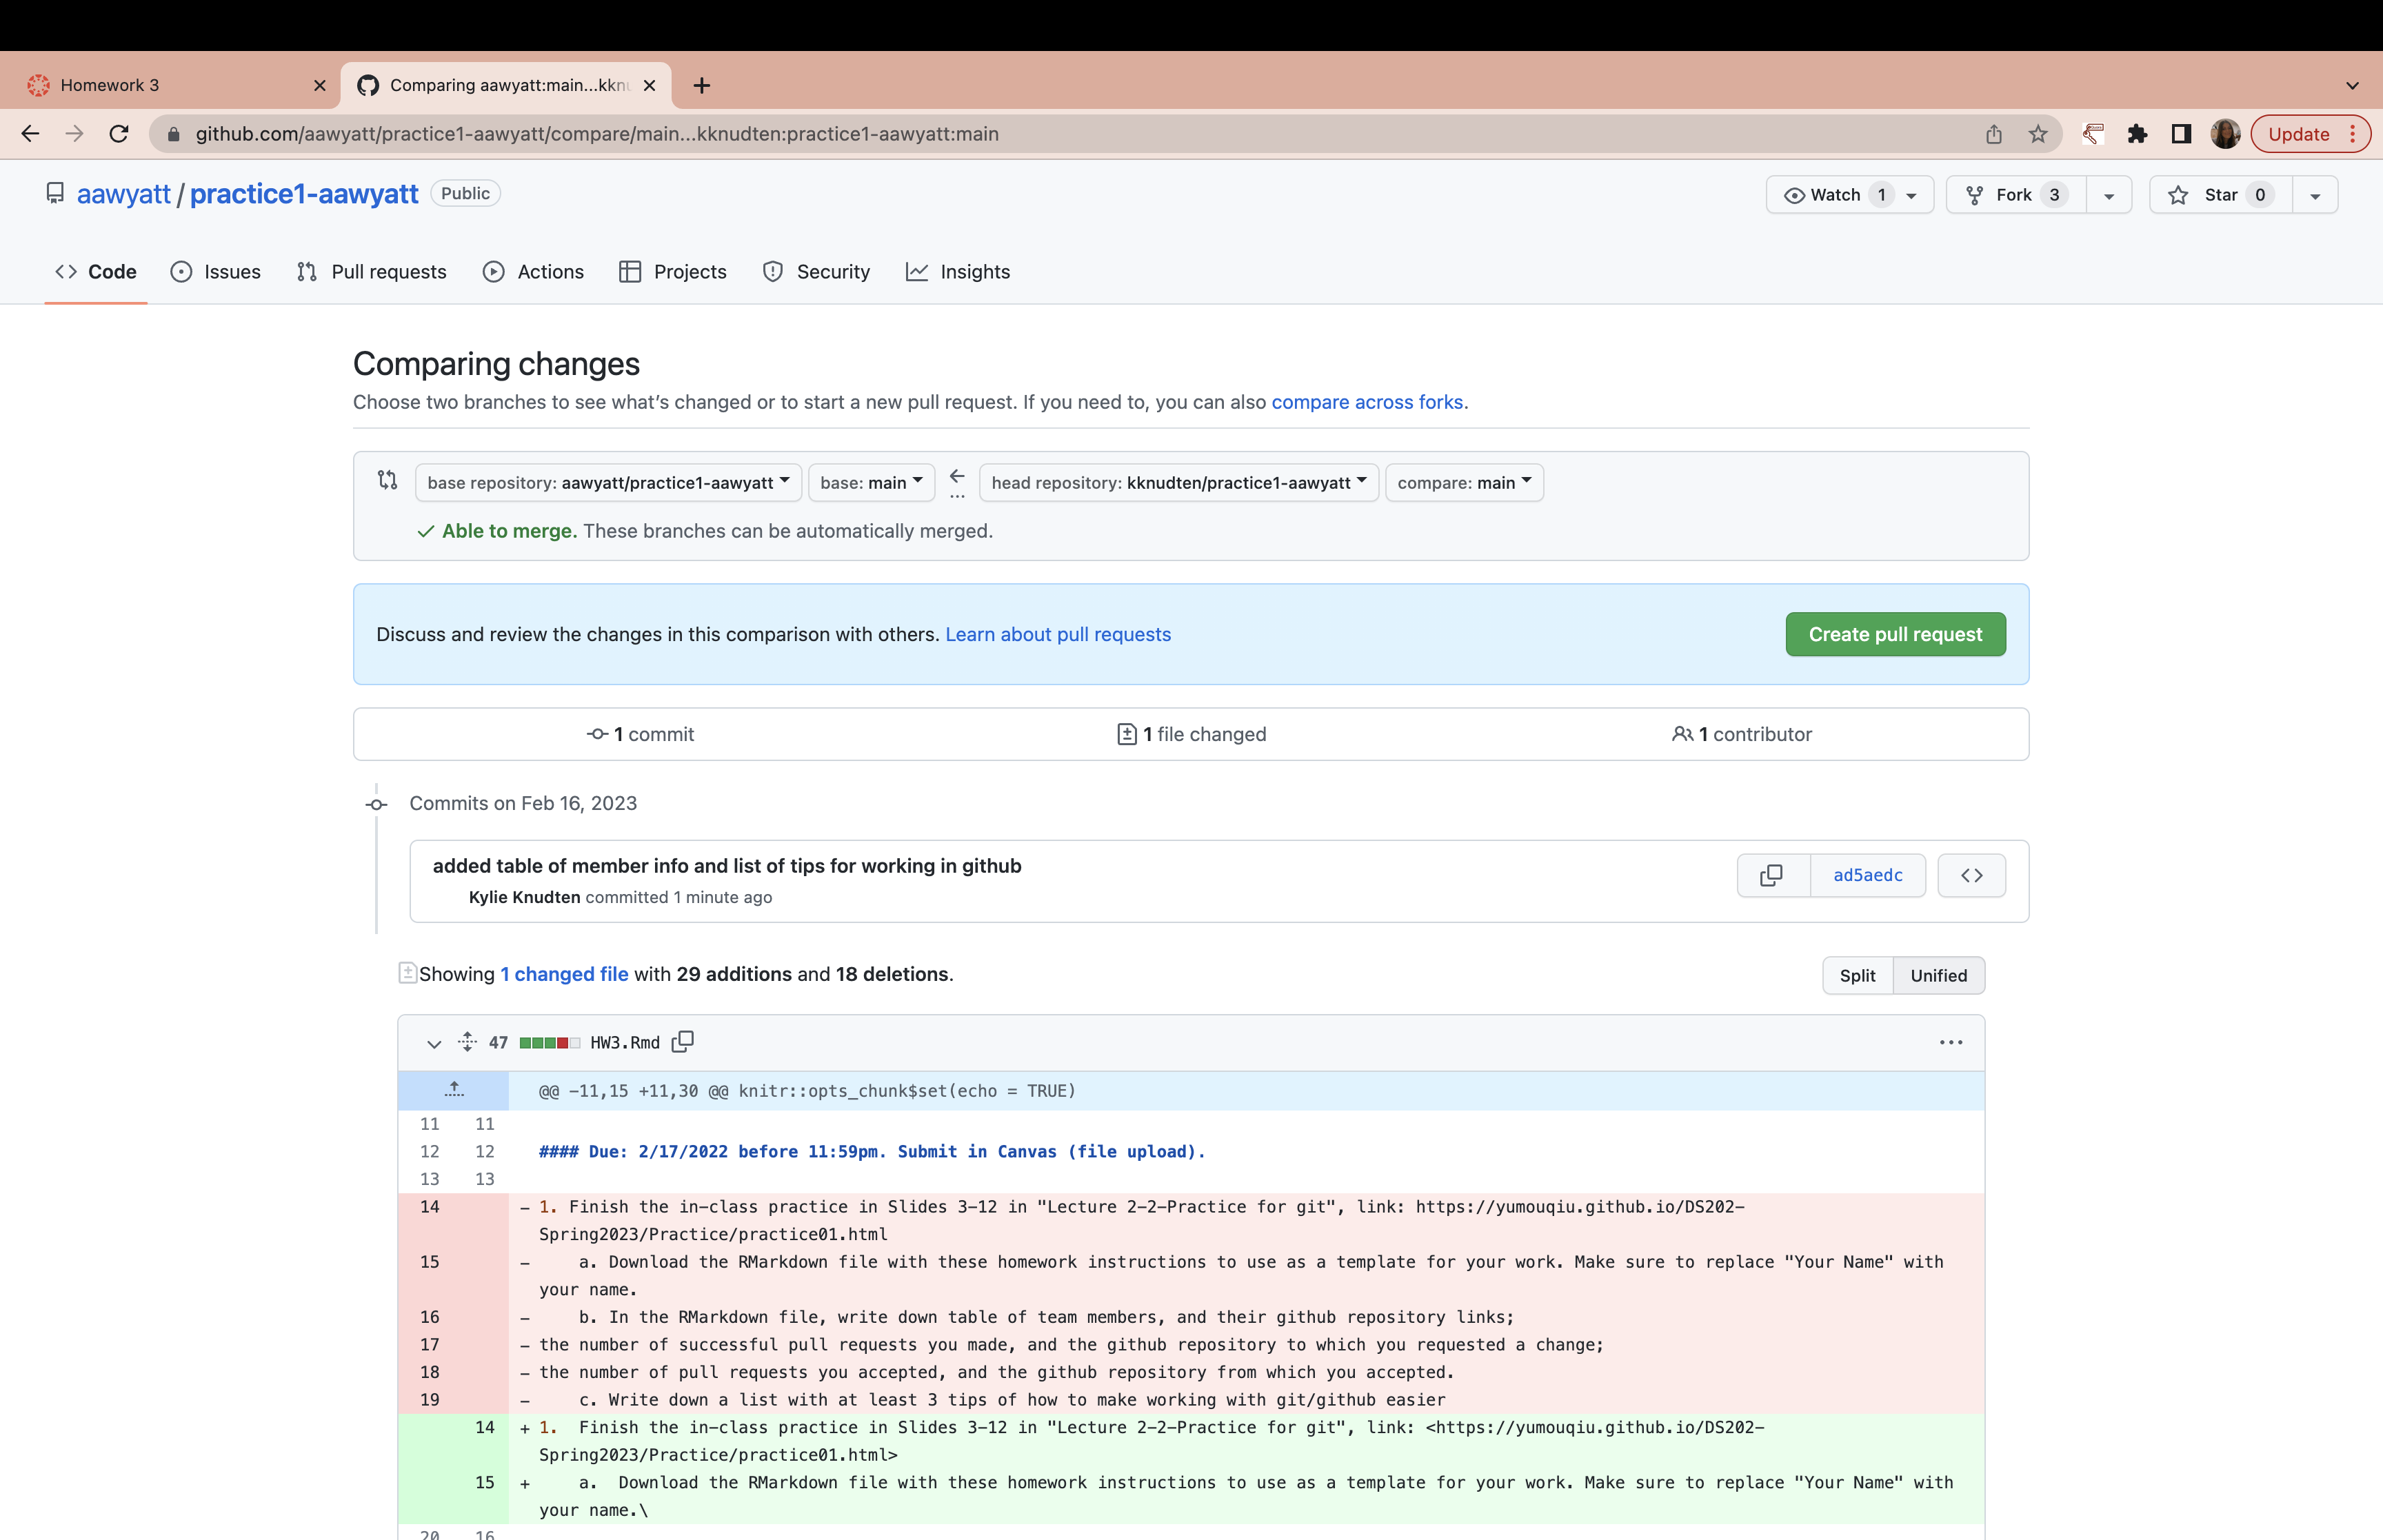 Homework 3
Comparing aawyatt:main...kkn
github.com/aawyatt/practice1-aawyatt/compare/main...kknudten:practice1-aawyatt:main
Update
aawyatt / practice1-aawyatt Public
Watch 1
Fork 3
Star 0
Code
Issues
Pull requests
Actions
Projects
Security
Insights
Comparing changes
Choose two branches to see what’s changed or to start a new pull request. If you need to, you can also compare across forks.
base repository: aawyatt/practice1-aawyatt
base: main
head repository: kknudten/practice1-aawyatt
compare: main
Able to merge. These branches can be automatically merged.
Discuss and review the changes in this comparison with others. Learn about pull requests
Create pull request
1 commit
1 file changed
1 contributor
Commits on Feb 16, 2023
added table of member info and list of tips for working in github
ad5aedc
Kylie Knudten committed 1 minute ago
Showing 1 changed file with 29 additions and 18 deletions.
Split
Unified
47 HW3.Rmd
@@ -11,15 +11,30 @@ knitr::opts_chunk$set(echo = TRUE)
11 11
12 12 #### Due: 2/17/2022 before 11:59pm. Submit in Canvas (file upload).
13 13
14 - 1. Finish the in-class practice in Slides 3-12 in "Lecture 2-2-Practice for git", link: https://yumouqiu.github.io/DS202-
Spring2023/Practice/practice01.html
15 - a. Download the RMarkdown file with these homework instructions to use as a template for your work. Make sure to replace "Your Name" with
your name.
16 - b. In the RMarkdown file, write down table of team members, and their github repository links;
17 - the number of successful pull requests you made, and the github repository to which you requested a change;
18 - the number of pull requests you accepted, and the github repository from which you accepted.
19 - c. Write down a list with at least 3 tips of how to make working with git/github easier
14 + 1. Finish the in-class practice in Slides 3-12 in "Lecture 2-2-Practice for git", link: <https://yumouqiu.github.io/DS202-
Spring2023/Practice/practice01.html>
15 + a. Download the RMarkdown file with these homework instructions to use as a template for your work. Make sure to replace "Your Name" with
your name.\
20 16